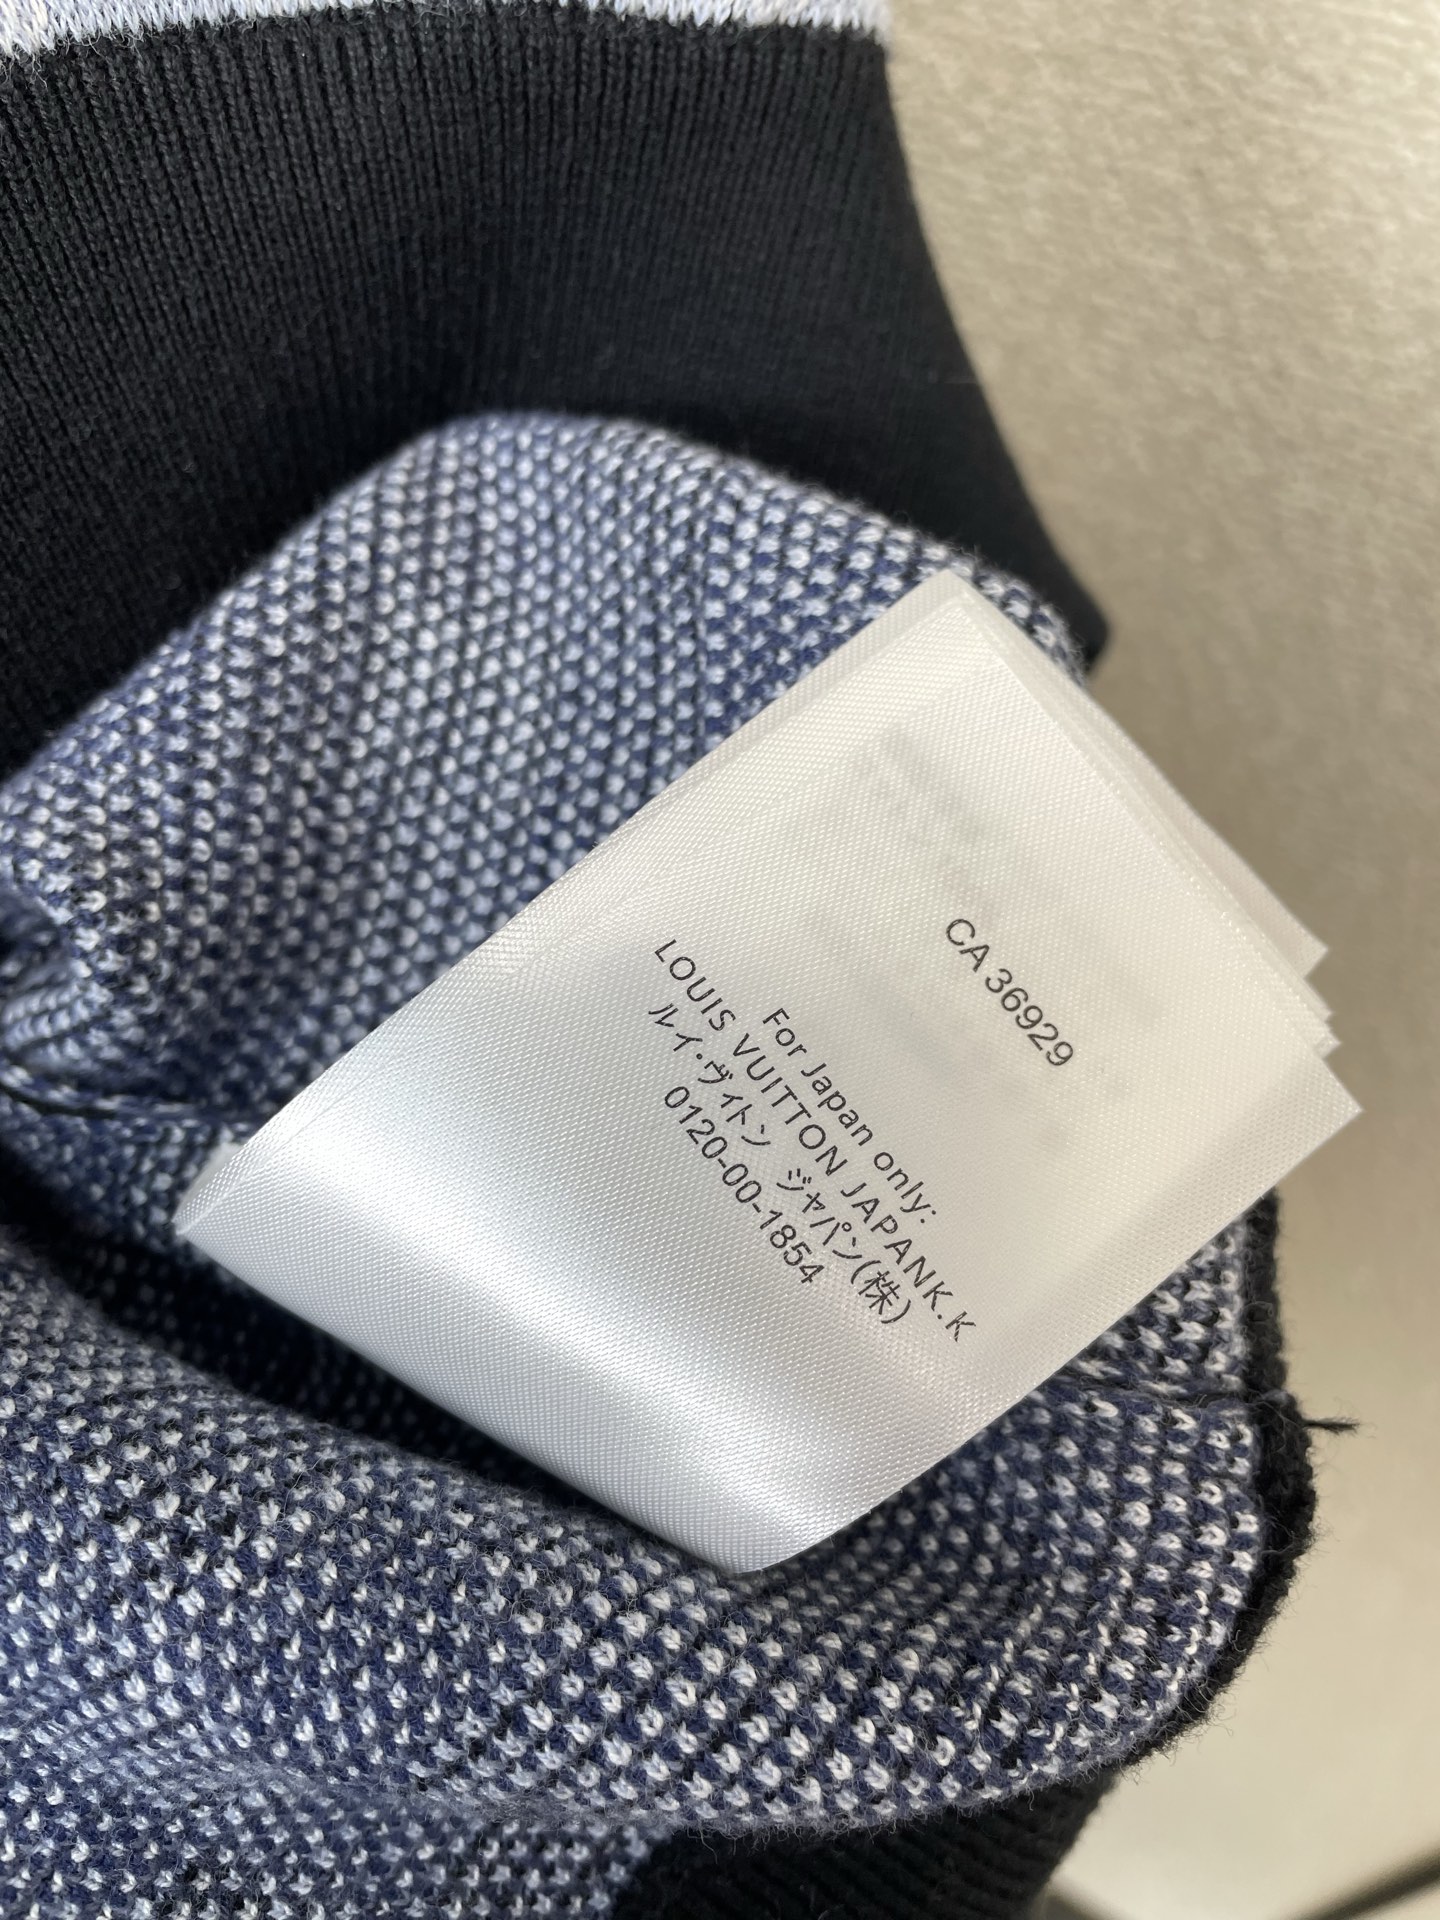 CA 36929
For Japan only:
LOUIS VUITTON JAPAN K.K
ルイ・ヴィトン ジャパン(株)
0120-00-1854